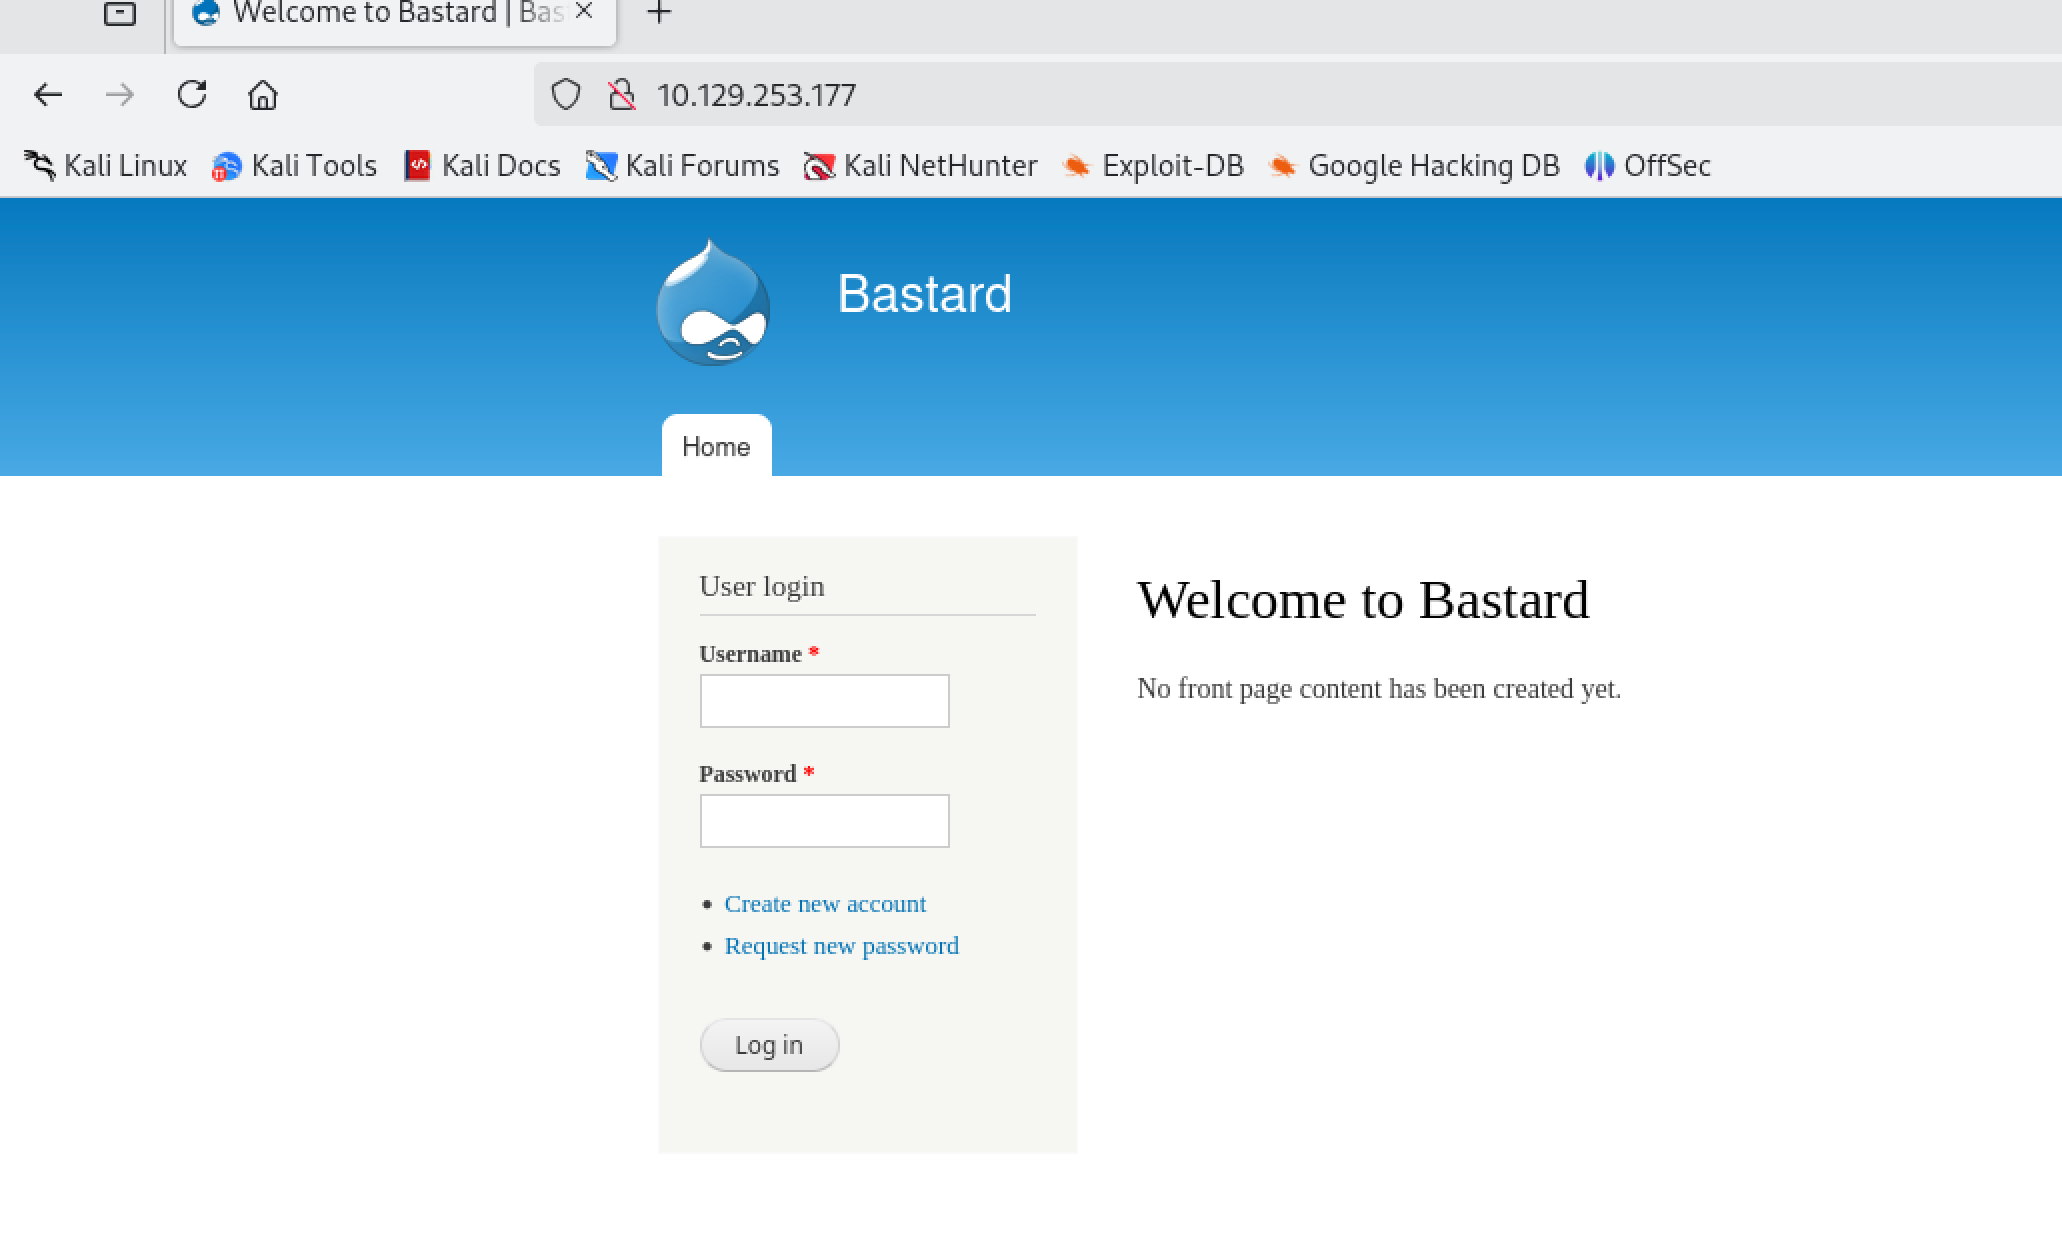 Welcome to Bastard | Bas
10.129.253.177
Kali Linux Kali Tools Kali Docs Kali Forums Kali NetHunter Exploit-DB Google Hacking DB OffSec
Bastard
Home
User login
Username *
Password *
Create new account
Request new password
Log in
Welcome to Bastard
No front page content has been created yet.